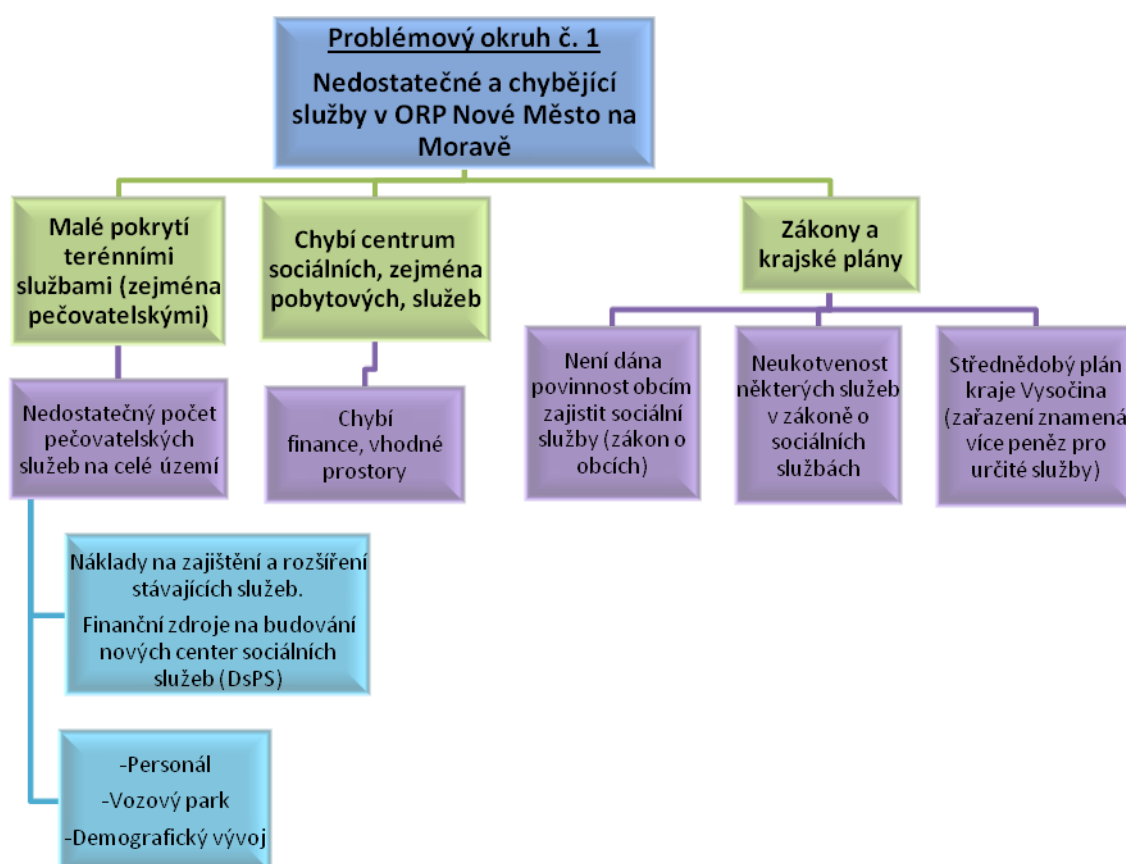 Problémový okruh č. 1
Nedostatečné a chybějící
služby v ORP Nové Město na
Moravě
Malé pokrytí
terénními
službami (zejména
pečovatelskými)
Chybí centrum
sociálních, zejména
pobytových, služeb
Zákony a
krajské plány
Nedostatečný počet
pečovatelských
služeb na celé území
Chybí
finance, vhodné
prostory
Není dána
povinnost obcím
zajistit sociální
služby (zákon o
obcích)
Neukotvenost
některých služeb
v zákoně o
sociálních
službách
Střednědobý plán
kraje Vysočina
(zařazení znamená
více peněz pro
určité služby)
Náklady na zajištění a rozšíření
stávajících služeb.
Finanční zdroje na budování
nových center sociálních
služeb (DsPS)
-Personál
-Vozový park
-Demografický vývoj